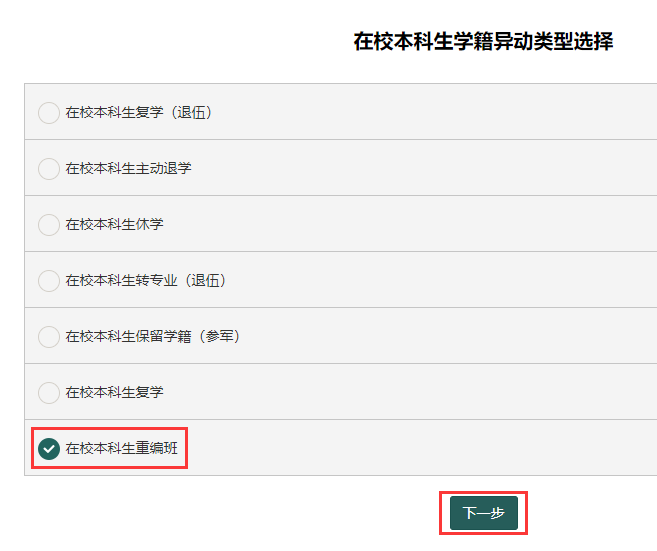 在校本科生学籍异动类型选择
在校本科生复学（退伍）
在校本科生主动退学
在校本科生休学
在校本科生转专业（退伍）
在校本科生保留学籍（参军）
在校本科生复学
在校本科生重编班
下一步